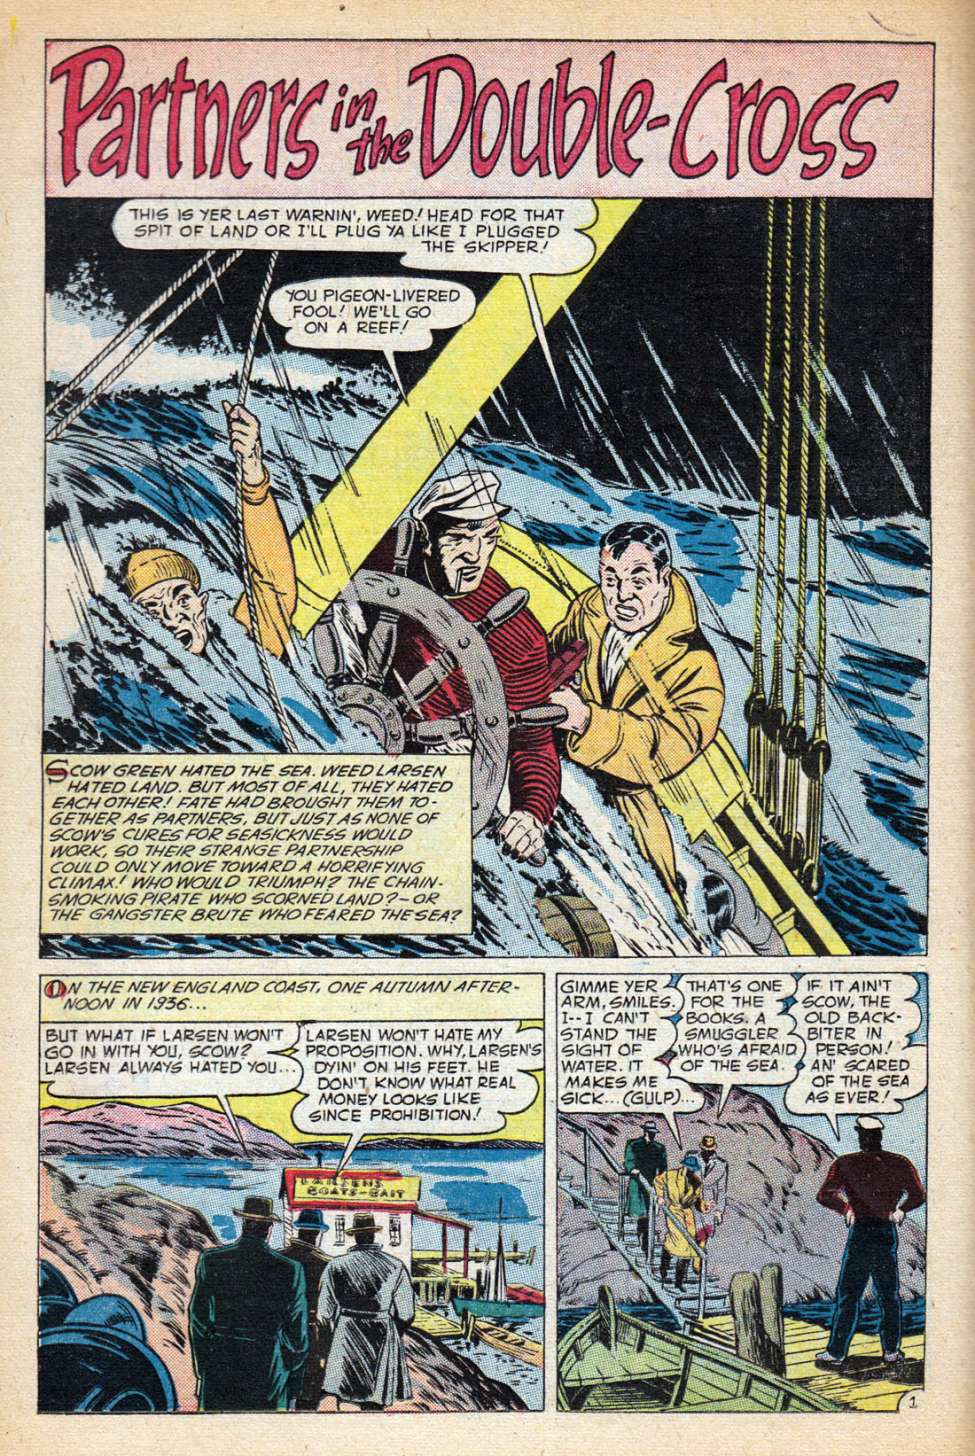 Partners in the Double-Cross
THIS IS YER LAST WARNIN', WEED! HEAD FOR THAT
SPIT OF LAND OR I'LL PLUG YA LIKE I PLUGGED
THE SKIPPER!
YOU PIGEON-LIVERED
FOOL! WE'LL GO
ON A REEF!
SCOW GREEN HATED THE SEA. WEED LARSEN
HATED LAND. BUT MOST OF ALL, THEY HATED
EACH OTHER! FATE HAD BROUGHT THEM TO-
GETHER AS PARTNERS, BUT JUST AS NONE OF
SCOW'S CURES FOR SEASICKNESS WOULD
WORK, SO THEIR STRANGE PARTNERSHIP
COULD ONLY MOVE TOWARD A HORRIFYING
CLIMAX! WHO WOULD TRIUMPH? THE CHAIN-
SMOKING PIRATE WHO SCORNED LAND?-OR
THE GANGSTER BRUTE WHO FEARED THE SEA?
ON THE NEW ENGLAND COAST, ONE AUTUMN AFTER-
NOON IN 1936...
BUT WHAT IF LARSEN WON'T
GO IN WITH YOU, SCOW?
LARSEN ALWAYS HATED YOU...
LARSEN WON'T HATE MY
PROPOSITION. WHY, LARSEN'S
DYIN' ON HIS FEET. HE
DON'T KNOW WHAT REAL
MONEY LOOKS LIKE
SINCE PROHIBITION!
LARSENS
BOATS-BAIT
GIMME YER
ARM, SMILES.
I--I CAN'T
STAND THE
SIGHT OF
WATER. IT
MAKES ME
SICK...(GULP)...
THAT'S ONE
FOR THE
BOOKS. A
SMUGGLER
WHO'S AFRAID
OF THE SEA.
IF IT AIN'T
SCOW, THE
OLD BACK-
BITER IN
PERSON!
AN' SCARED
OF THE SEA
AS EVER!
1